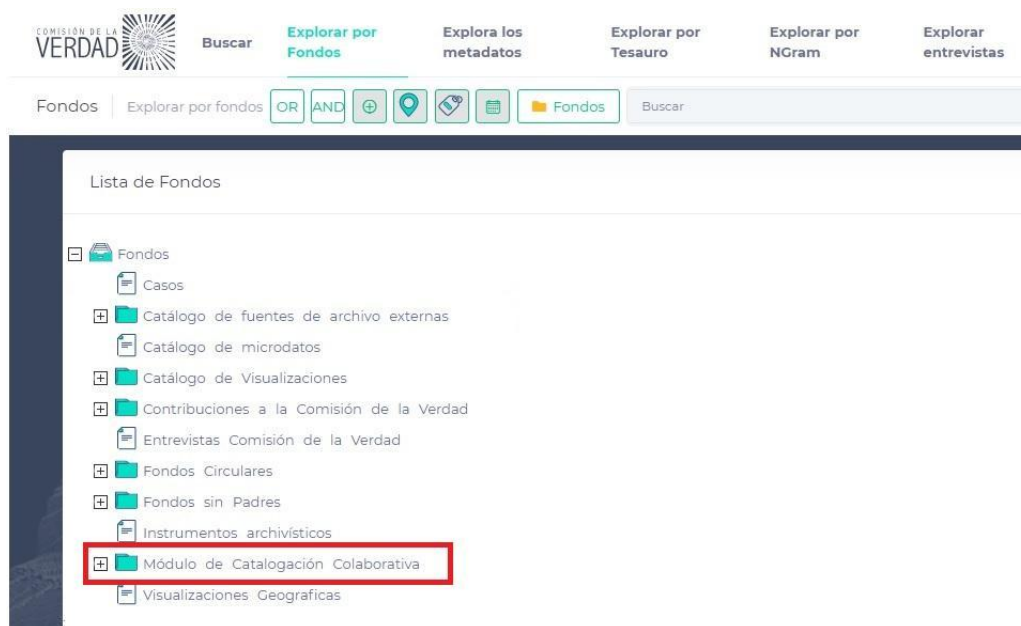 COMISIÓN DE LA
VERDAD
Buscar
Explorar por
Fondos
Explora los
metadatos
Explorar por
Tesauro
Explorar por
NGram
Explorar
entrevistas
Fondos
Explorar por fondos OR AND Fondos Buscar
Lista de Fondos
Fondos
Casos
Catálogo de fuentes de archivo externas
Catálogo de microdatos
Catálogo de Visualizaciones
Contribuciones a la Comisión de la Verdad
Entrevistas Comisión de la Verdad
Fondos Circulares
Fondos sin Padres
Instrumentos archivísticos
Módulo de Catalogación Colaborativa
Visualizaciones Geograficas